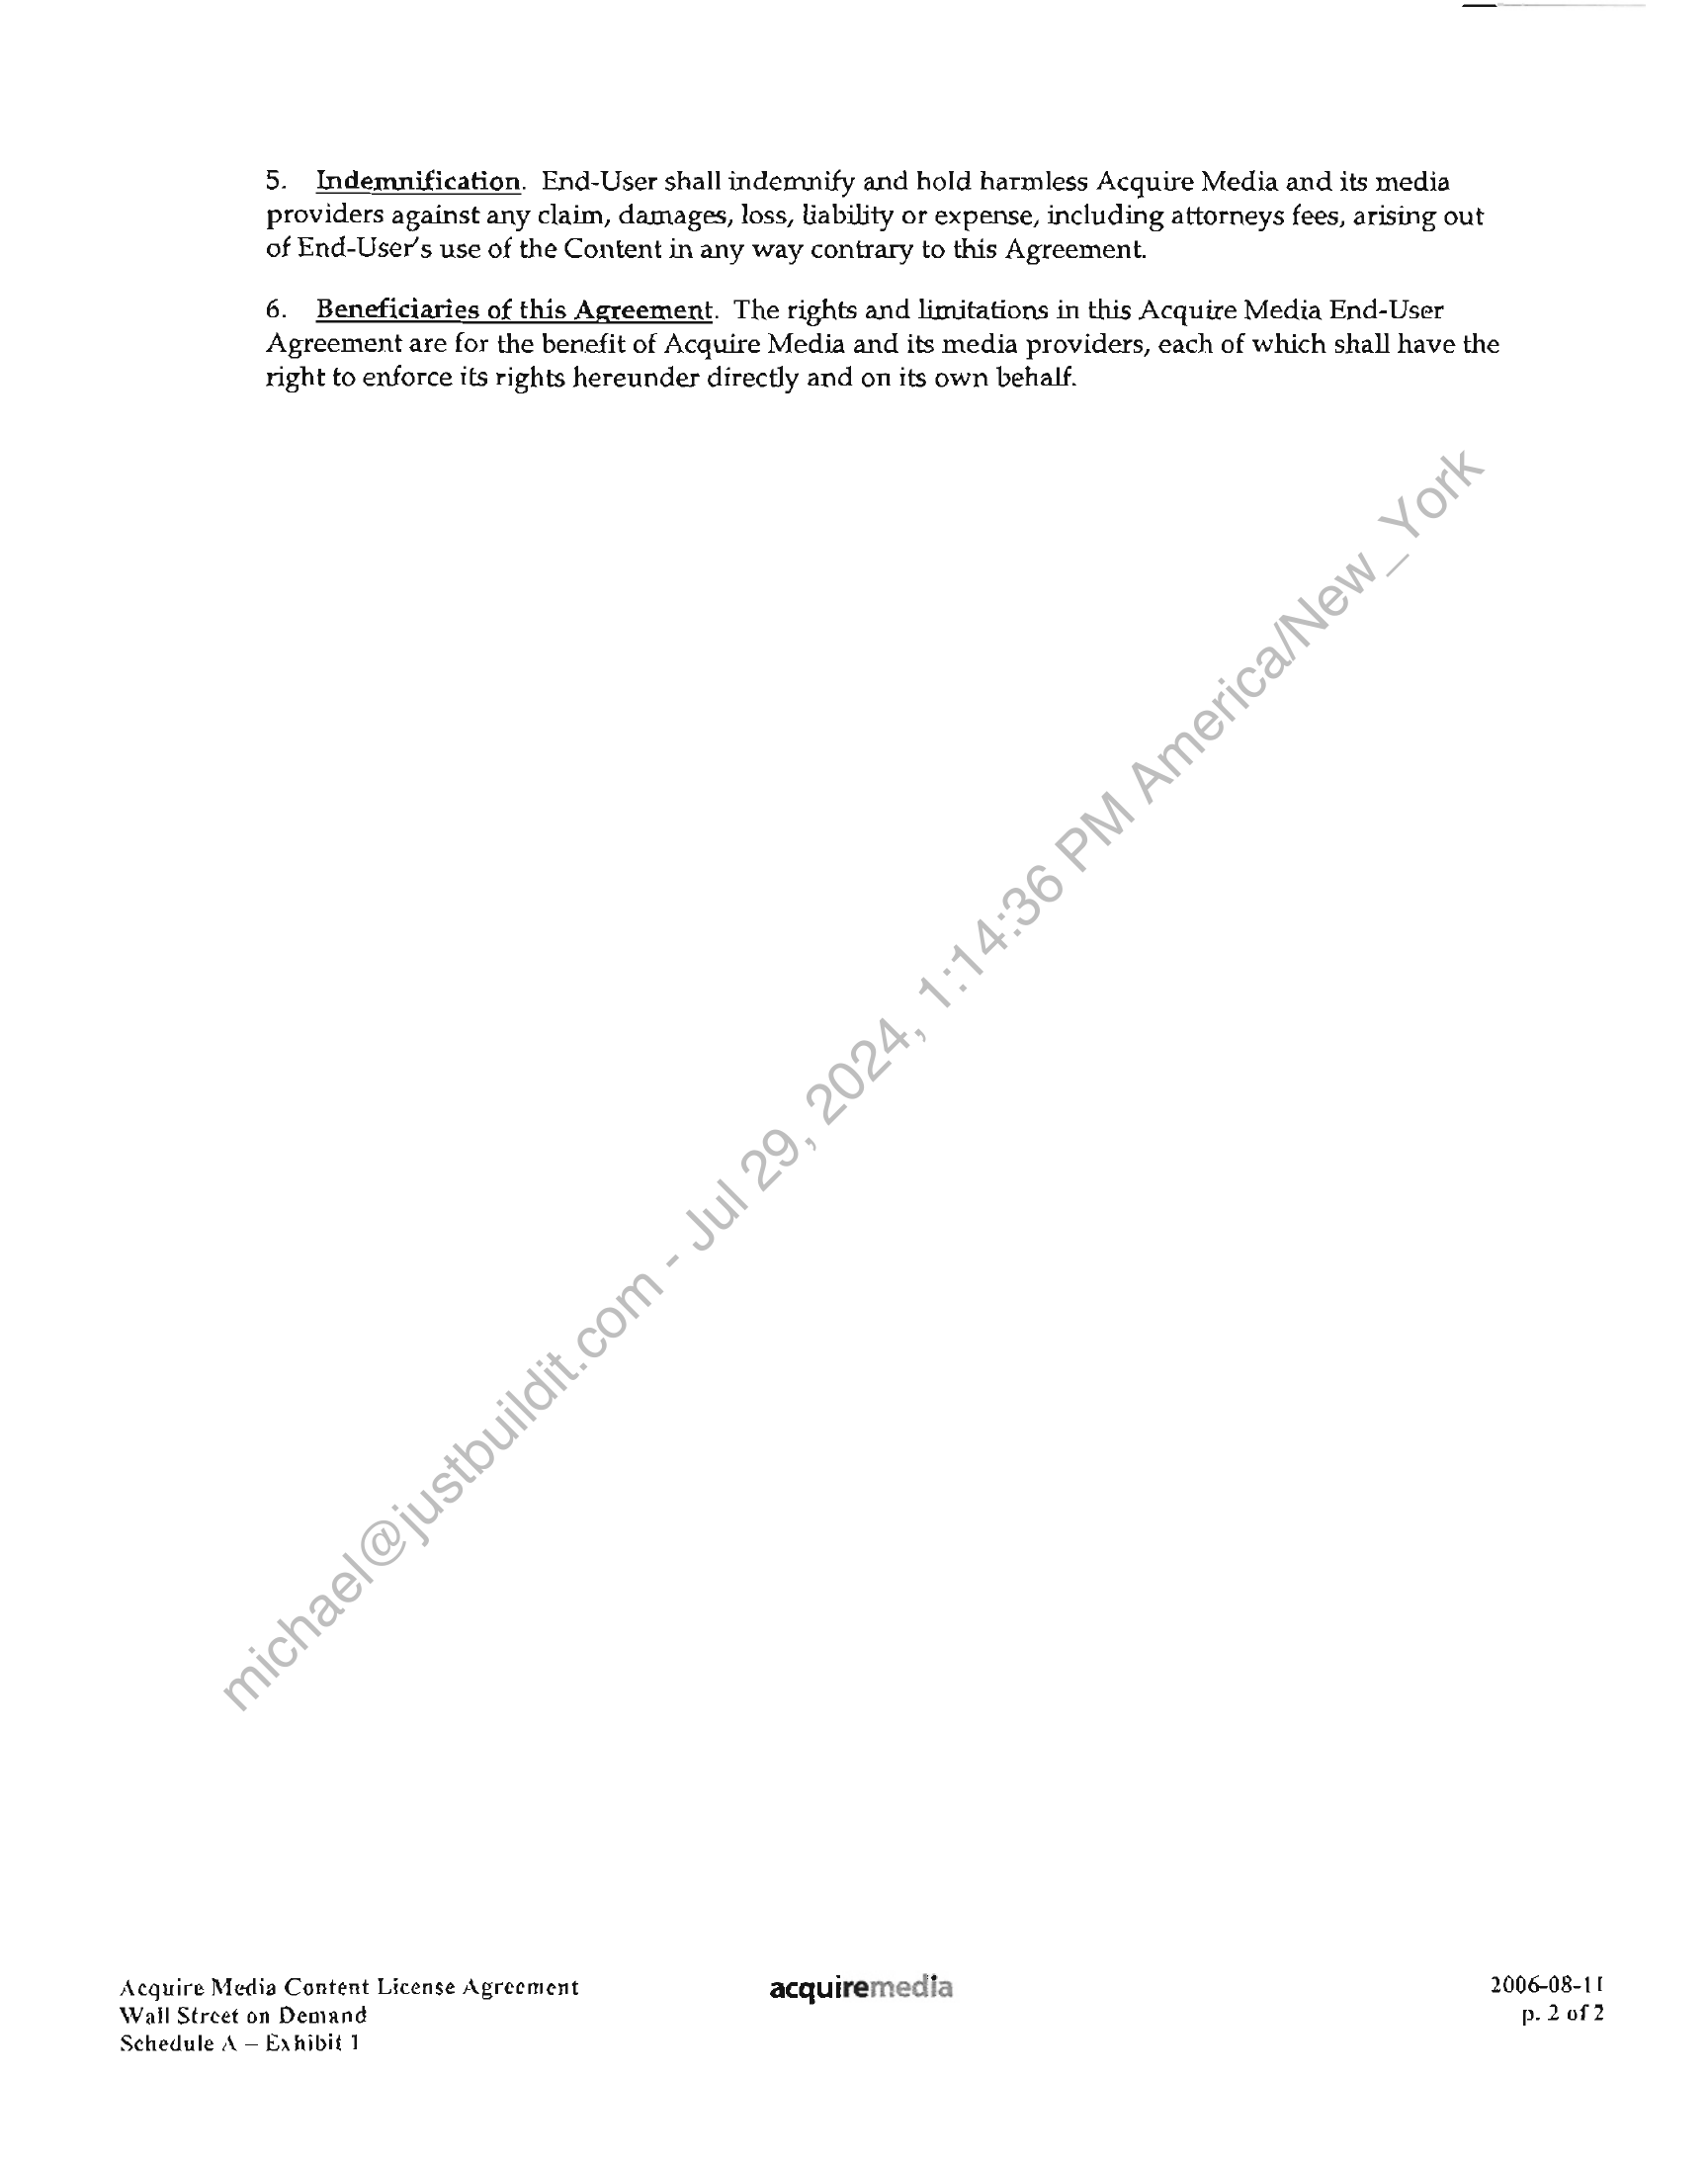 5. Indemnification. End-User shall indemnify and hold harmless Acquire Media and its media
providers against any claim, damages, loss, liability or expense, including attorneys fees, arising out
of End-User's use of the Content in any way contrary to this Agreement.
6. Beneficiaries of this Agreement. The rights and limitations in this Acquire Media End-User
Agreement are for the benefit of Acquire Media and its media providers, each of which shall have the
right to enforce its rights hereunder directly and on its own behalf.
michael@justbuildit.com - Jul 29, 2024, 1:14:36 PM America/New_York
Acquire Media Content License Agreement
Wall Street on Demand
Schedule A – Exhibit 1
acquiremedia
2006-08-11
p. 2 of 2